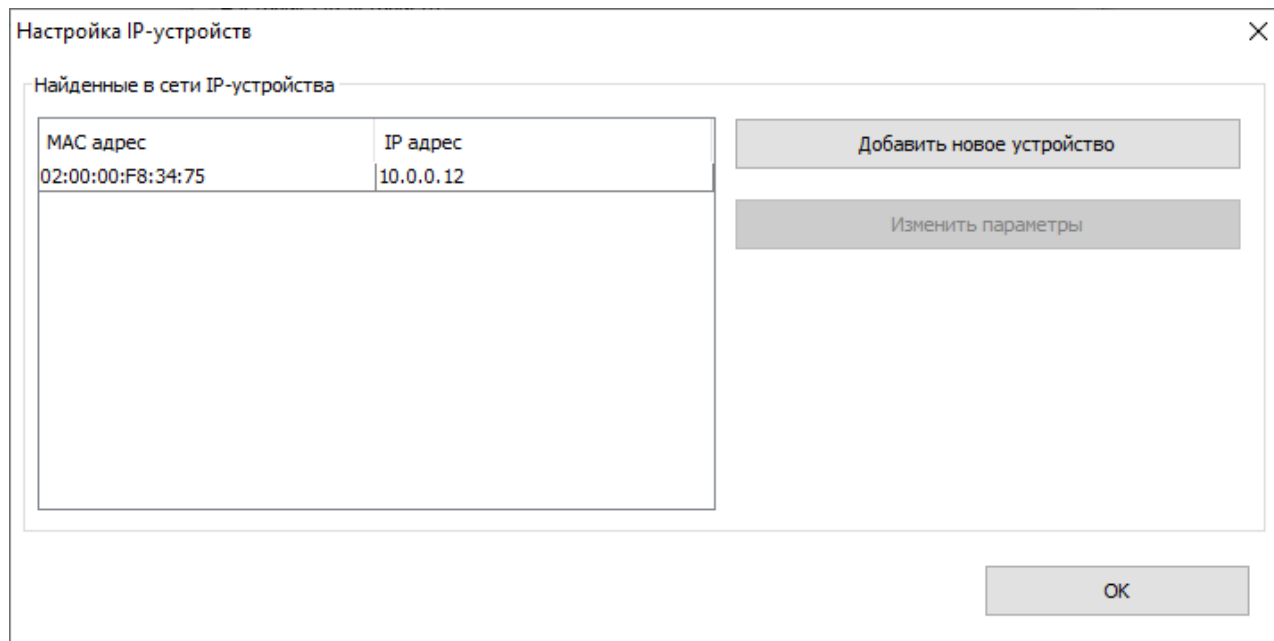 Настройка IP-устройств
Найденные в сети IP-устройства
MAC адрес IP адрес
02:00:00:F8:34:75 10.0.0.12
Добавить новое устройство
Изменить параметры
OK